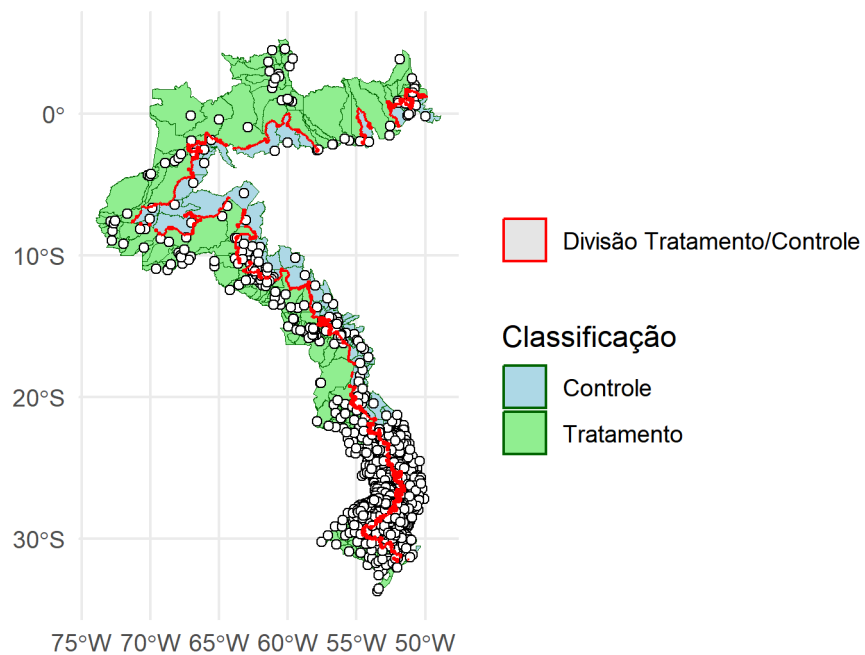 0°
10°S
20°S
30°S
75°W 70°W 65°W 60°W 55°W 50°W
Divisão Tratamento/Controle
Classificação
Controle
Tratamento